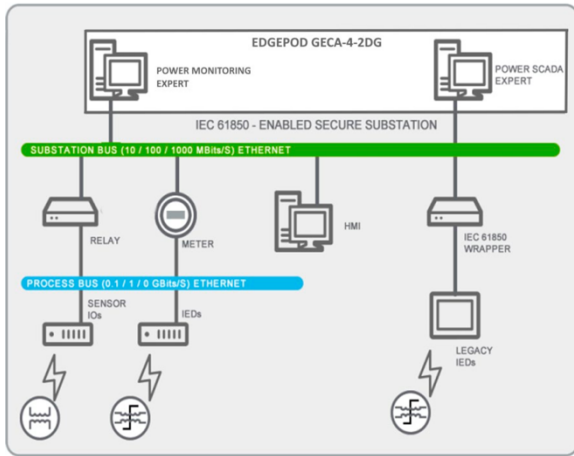 EDGEPOD GECA-4-2DG
POWER MONITORING
EXPERT
POWER SCADA
EXPERT
IEC 61850 - ENABLED SECURE SUBSTATION
SUBSTATION BUS (10 / 100 / 1000 MBits/S) ETHERNET
RELAY
METER
HMI
IEC 61850
WRAPPER
PROCESS BUS (0.1 / 1 / 0 GBits/S) ETHERNET
SENSOR
IOs
IEDs
LEGACY
IEDs